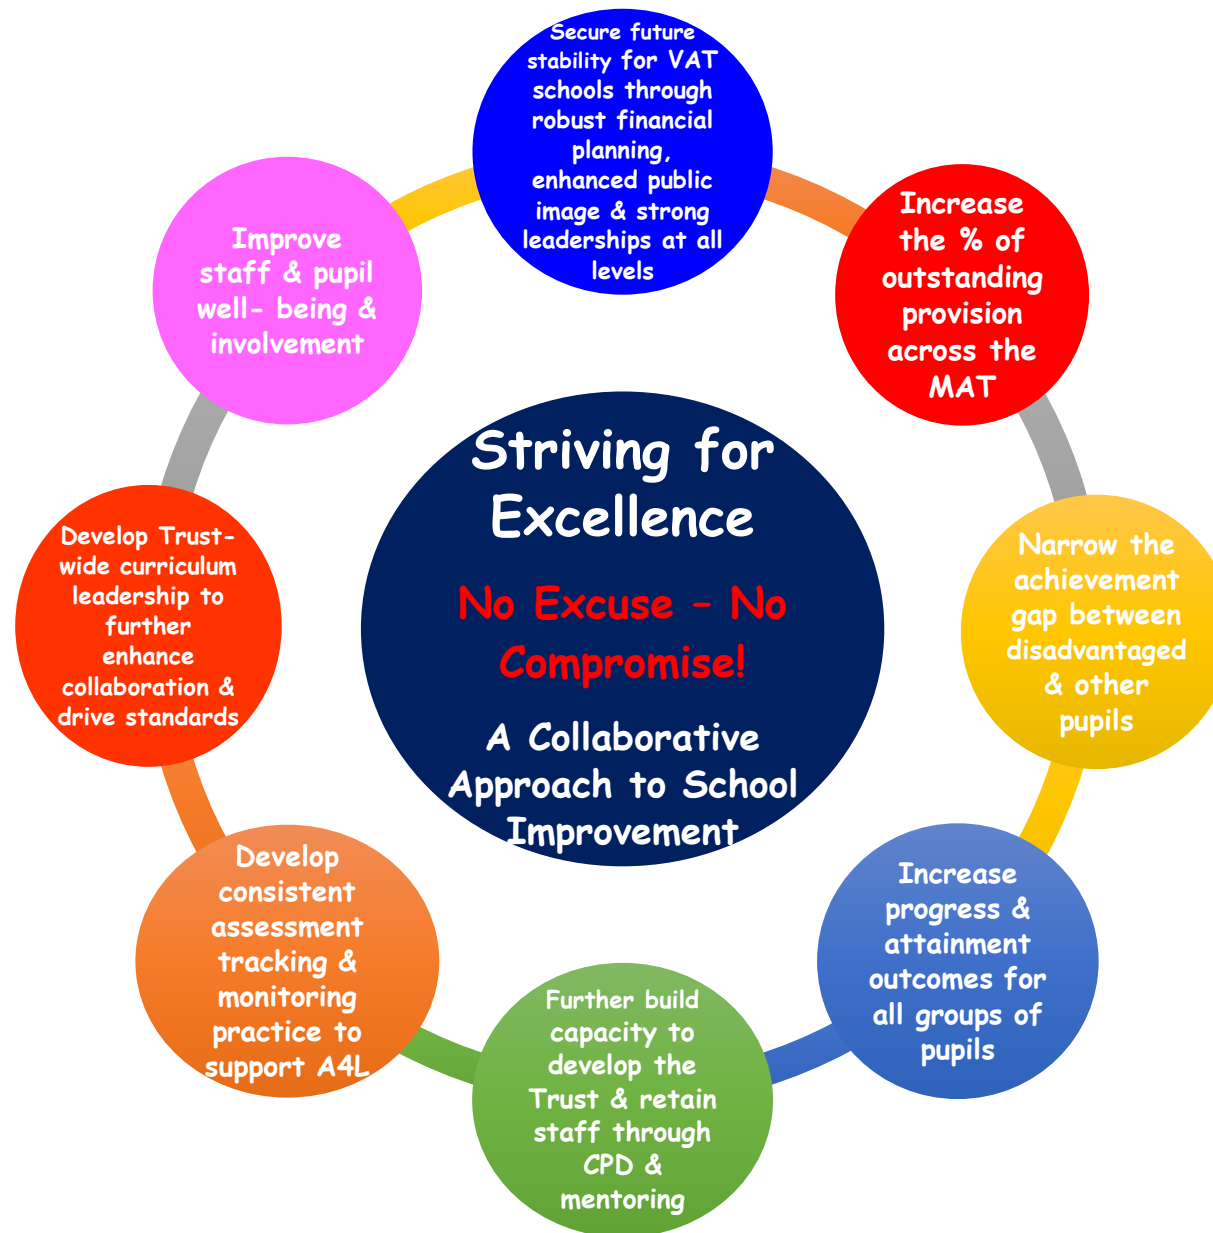 Secure future
stability for VAT
schools through
robust financial
planning,
enhanced public
image & strong
leaderships at all
levels
Increase
the % of
outstanding
provision
across the
MAT
Narrow the
achievement
gap between
disadvantaged
& other
pupils
Increase
progress &
attainment
outcomes for
all groups of
pupils
Further build
capacity to
develop the
Trust & retain
staff through
CPD &
mentoring
Develop
consistent
assessment
tracking &
monitoring
practice to
support A4L
Develop Trust-
wide curriculum
leadership to
further
enhance
collaboration &
drive standards
Improve
staff & pupil
well- being &
involvement
Striving for
Excellence
No Excuse – No
Compromise!
A Collaborative
Approach to School
Improvement